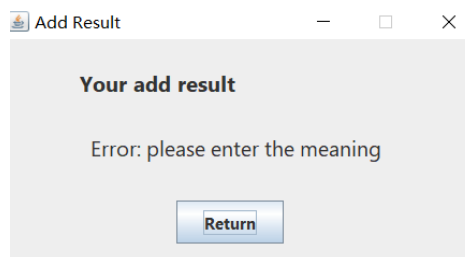 Add Result
Your add result
Error: please enter the meaning
Return